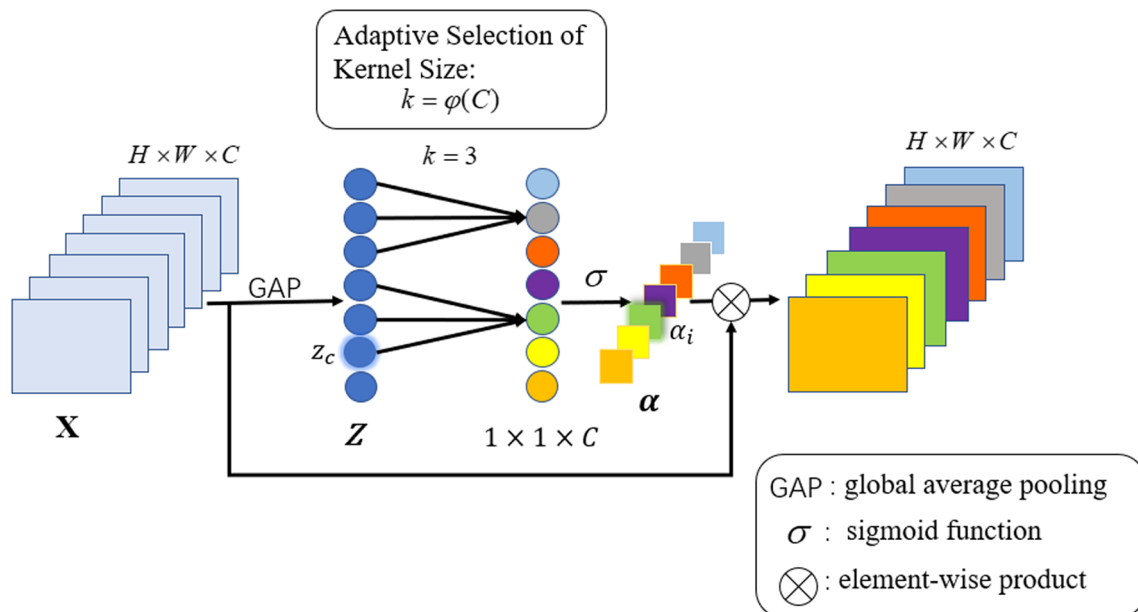 Adaptive Selection of
Kernel Size:
k = φ(C)
H × W × C
k = 3
H × W × C
GAP
σ
z_c
α_i
X
Z
1 × 1 × C
α
GAP : global average pooling
σ : sigmoid function
⊗ : element-wise product